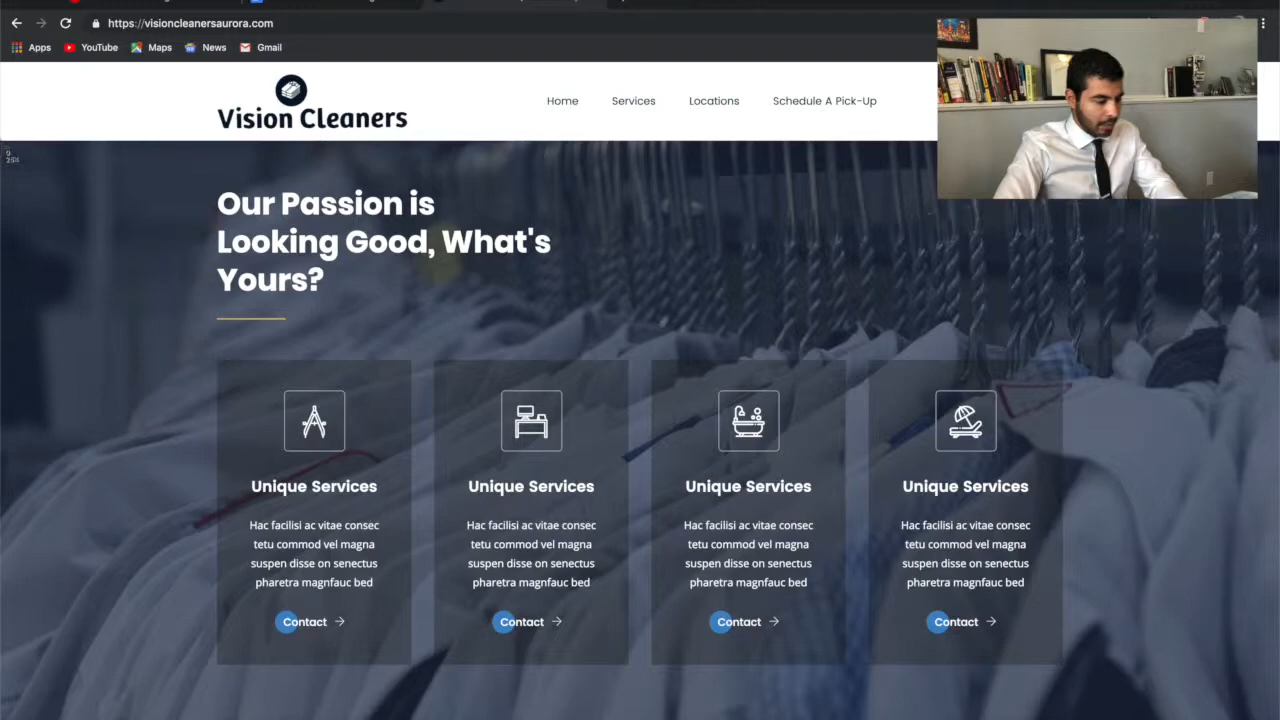 https://visioncleanersaurora.com
Apps YouTube Maps News Gmail
Vision Cleaners
Home Services Locations Schedule A Pick-Up
Our Passion is
Looking Good, What's
Yours?
Unique Services Unique Services Unique Services Unique Services
Hac facilisi ac vitae consec Hac facilisi ac vitae consec Hac facilisi ac vitae consec Hac facilisi ac vitae consec
tetu commod vel magna tetu commod vel magna tetu commod vel magna tetu commod vel magna
suspen disse on senectus suspen disse on senectus suspen disse on senectus suspen disse on senectus
pharetra magnfauc bed pharetra magnfauc bed pharetra magnfauc bed pharetra magnfauc bed
Contact Contact Contact Contact